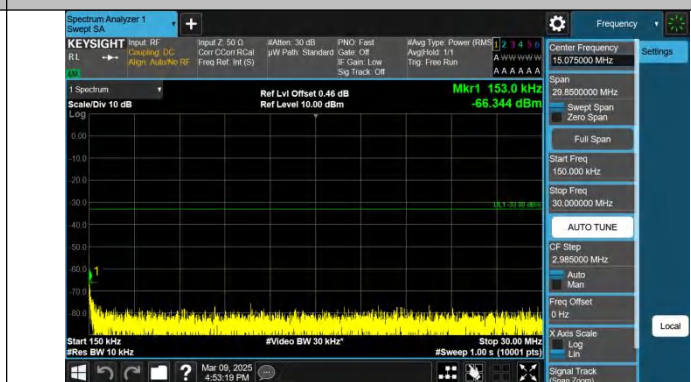 Spectrum Analyzer 1
Swept SA
Frequency
KEYSIGHT
RL
Input: RF
Coupling: DC
Align: Auto/No RF
Input Z: 50 Ω
Corr CCorr RCal
Freq Ref: Int (S)
#Atten: 30 dB
µW Path: Standard
PNO: Fast
Gate: Off
IF Gain: Low
Sig Track: Off
#Avg Type: Power (RMS
Avg|Hold: 1/1
Trig: Free Run
1 2 3 4 5 6
A W W W W W
A A A A A A
1 Spectrum
Scale/Div 10 dB
Log
Ref Lvl Offset 0.46 dB
Ref Level 10.00 dBm
Mkr1 153.0 kHz
-66.344 dBm
0.00
-10.0
-20.0
-30.0
-40.0
-50.0
-60.0
-70.0
-80.0
DL1 -33.00 dBm
1
Start 150 kHz
#Res BW 10 kHz
#Video BW 30 kHz*
Stop 30.00 MHz
#Sweep 1.00 s (10001 pts)
Center Frequency
15.075000 MHz
Settings
Span
29.8500000 MHz
Swept Span
Zero Span
Full Span
Start Freq
150.000 kHz
Stop Freq
30.000000 MHz
AUTO TUNE
CF Step
2.985000 MHz
Auto
Man
Freq Offset
0 Hz
X Axis Scale
Log
Lin
Local
Signal Track
(Span Zoom)
Mar 09, 2025
4:53:19 PM